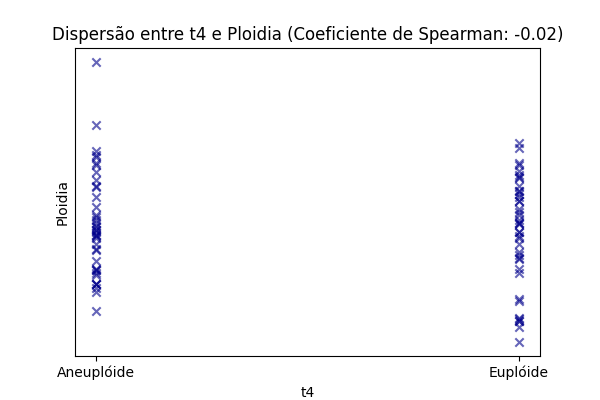 Dispersão entre t4 e Ploidia (Coeficiente de Spearman: -0.02)
Ploidia
Aneuplóide
Euplóide
t4